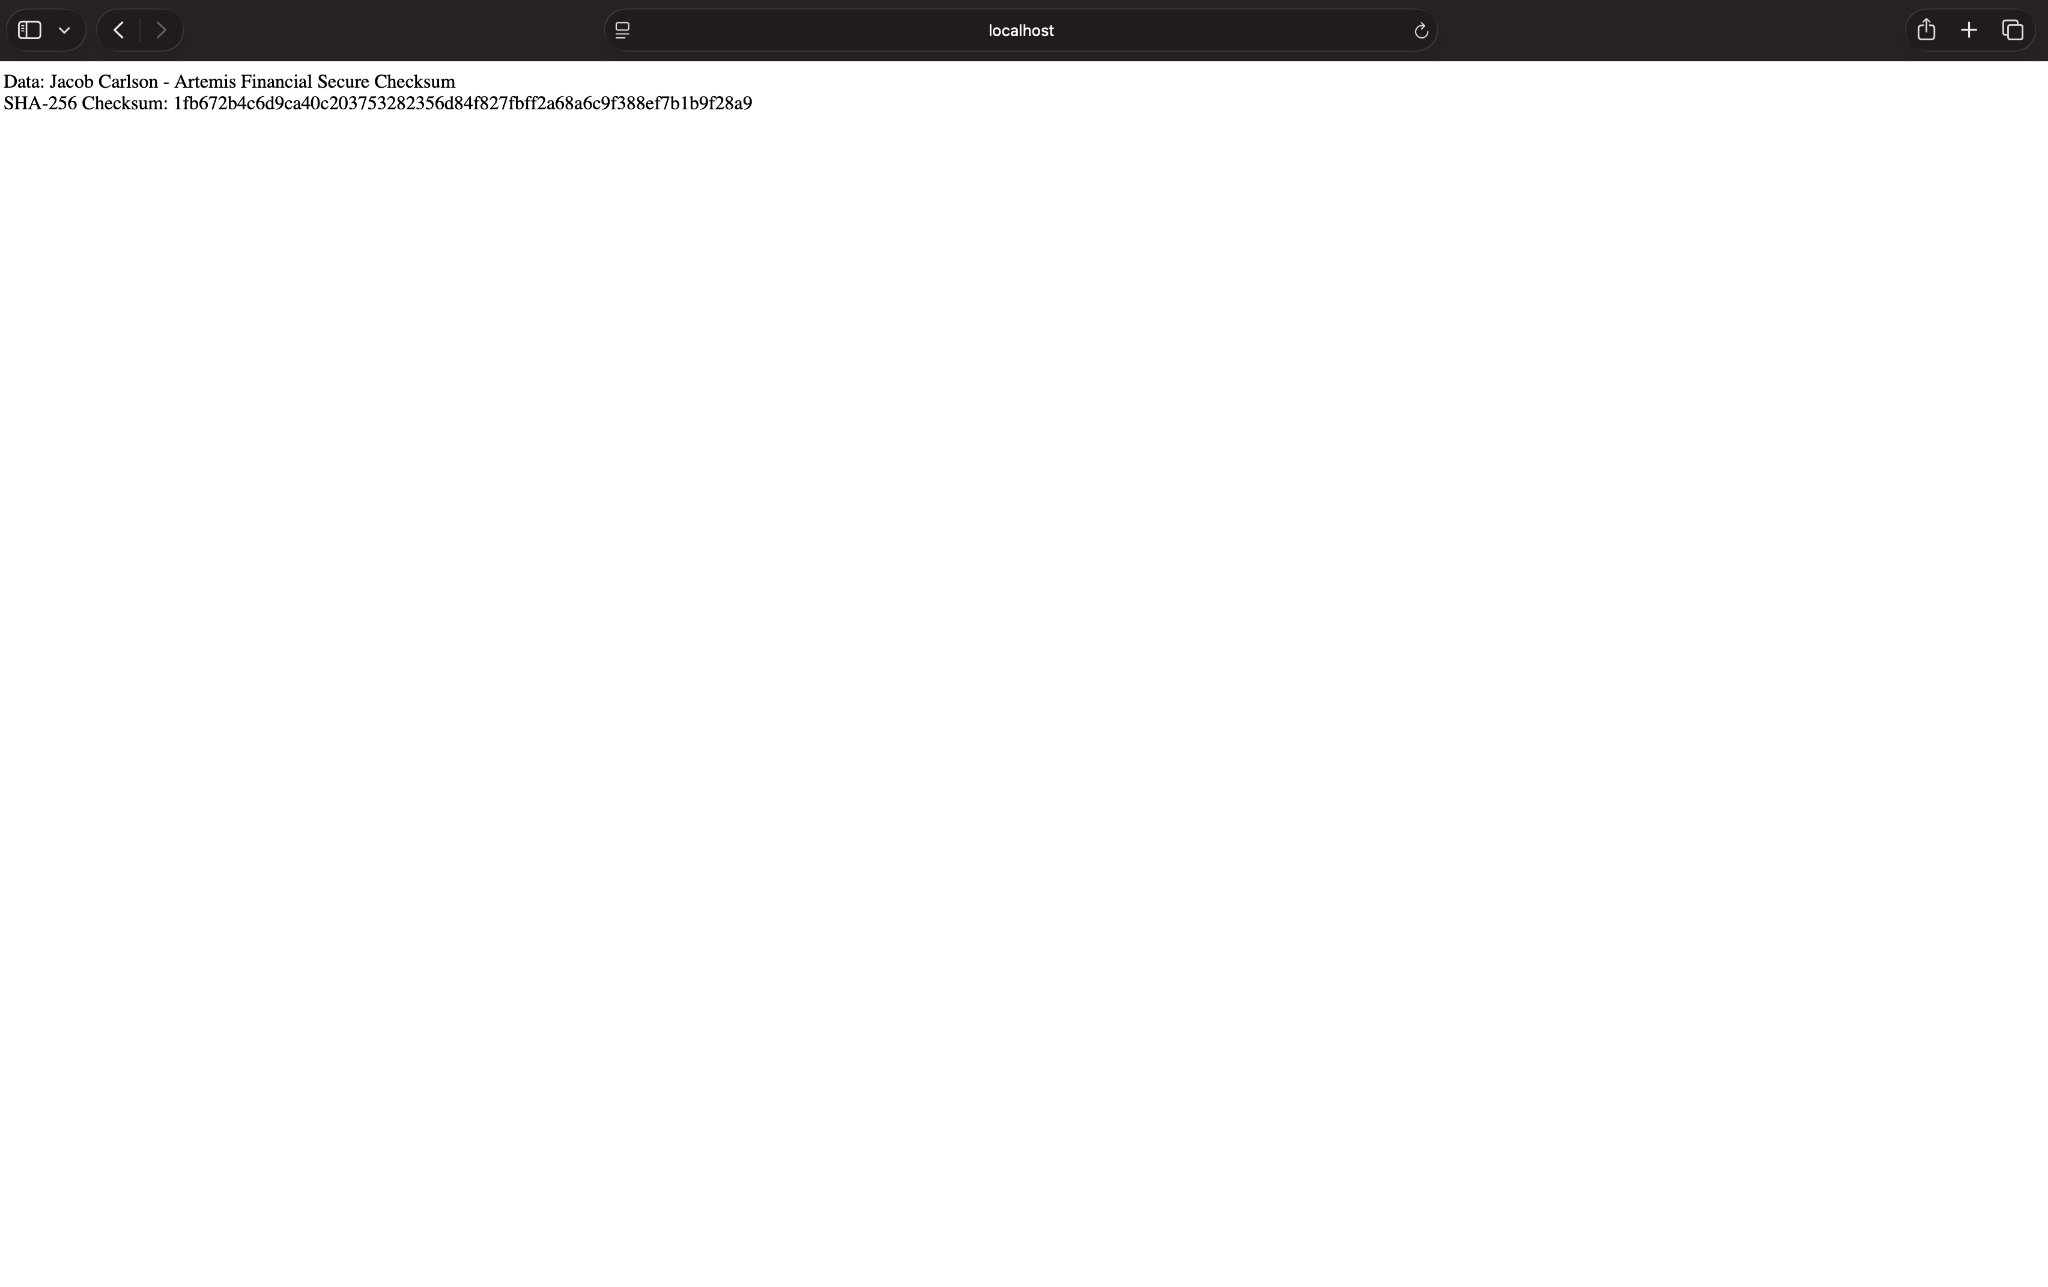 localhost
Data: Jacob Carlson - Artemis Financial Secure Checksum
SHA-256 Checksum: 1fb672b4c6d9ca40c203753282356d84f827fbff2a68a6c9f388ef7b1b9f28a9